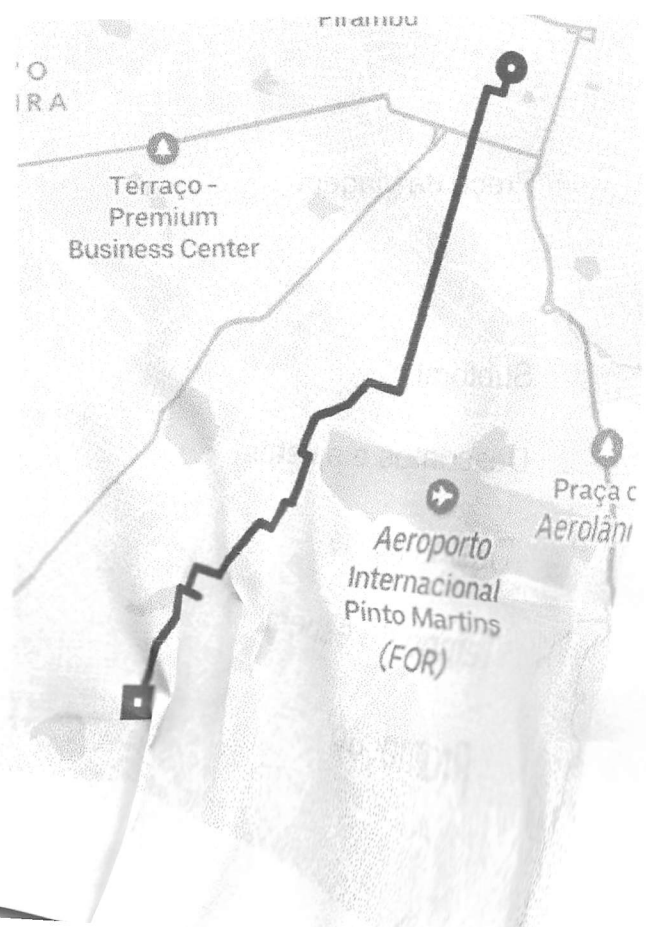 Pirambu
O
IRA
Terraço -
Premium
Business Center
Praça c
Aerolân
Aeroporto
Internacional
Pinto Martins
(FOR)